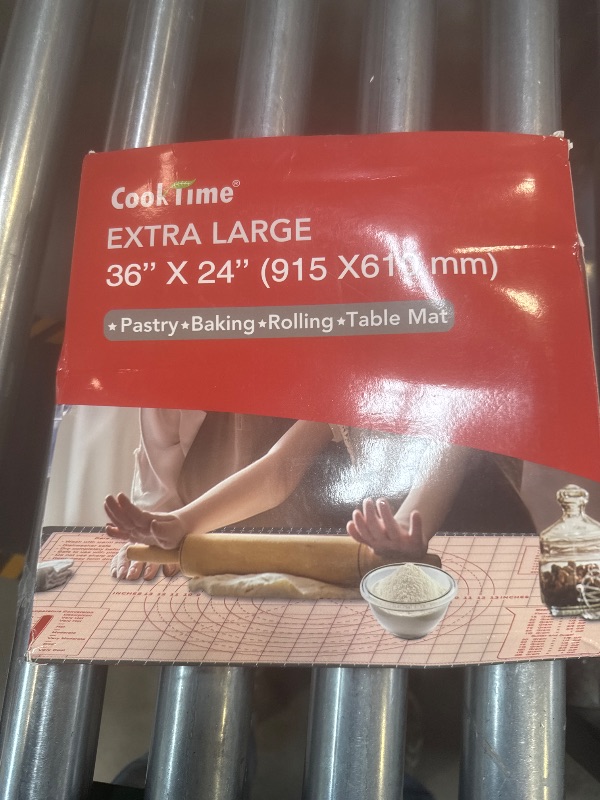 Cook Time®
EXTRA LARGE
36” X 24” (915 X610 mm)
★Pastry★Baking★Rolling★Table Mat